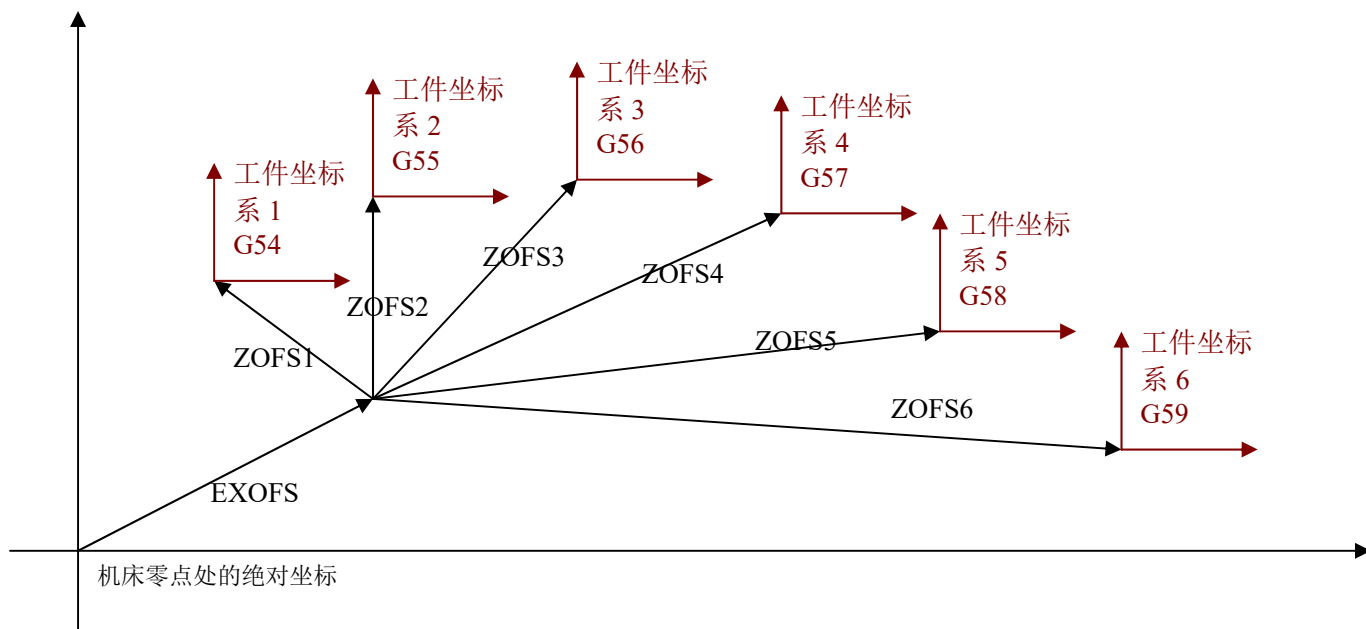 工件坐标
系 1
G54
工件坐标
系 2
G55
工件坐标
系 3
G56
工件坐标
系 4
G57
工件坐标
系 5
G58
工件坐标
系 6
G59
ZOFS1
ZOFS2
ZOFS3
ZOFS4
ZOFS5
ZOFS6
EXOFS
机床零点处的绝对坐标